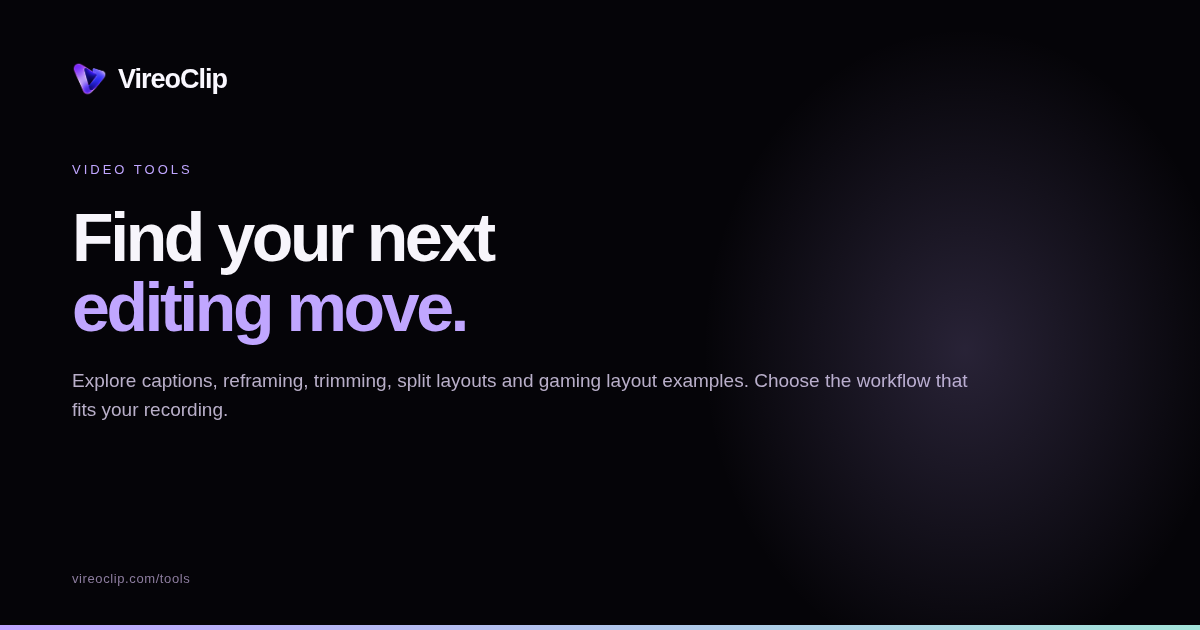 VireoClip
VIDEO TOOLS
Find your next
editing move.
Explore captions, reframing, trimming, split layouts and gaming layout examples. Choose the workflow that
fits your recording.
vireoclip.com/tools